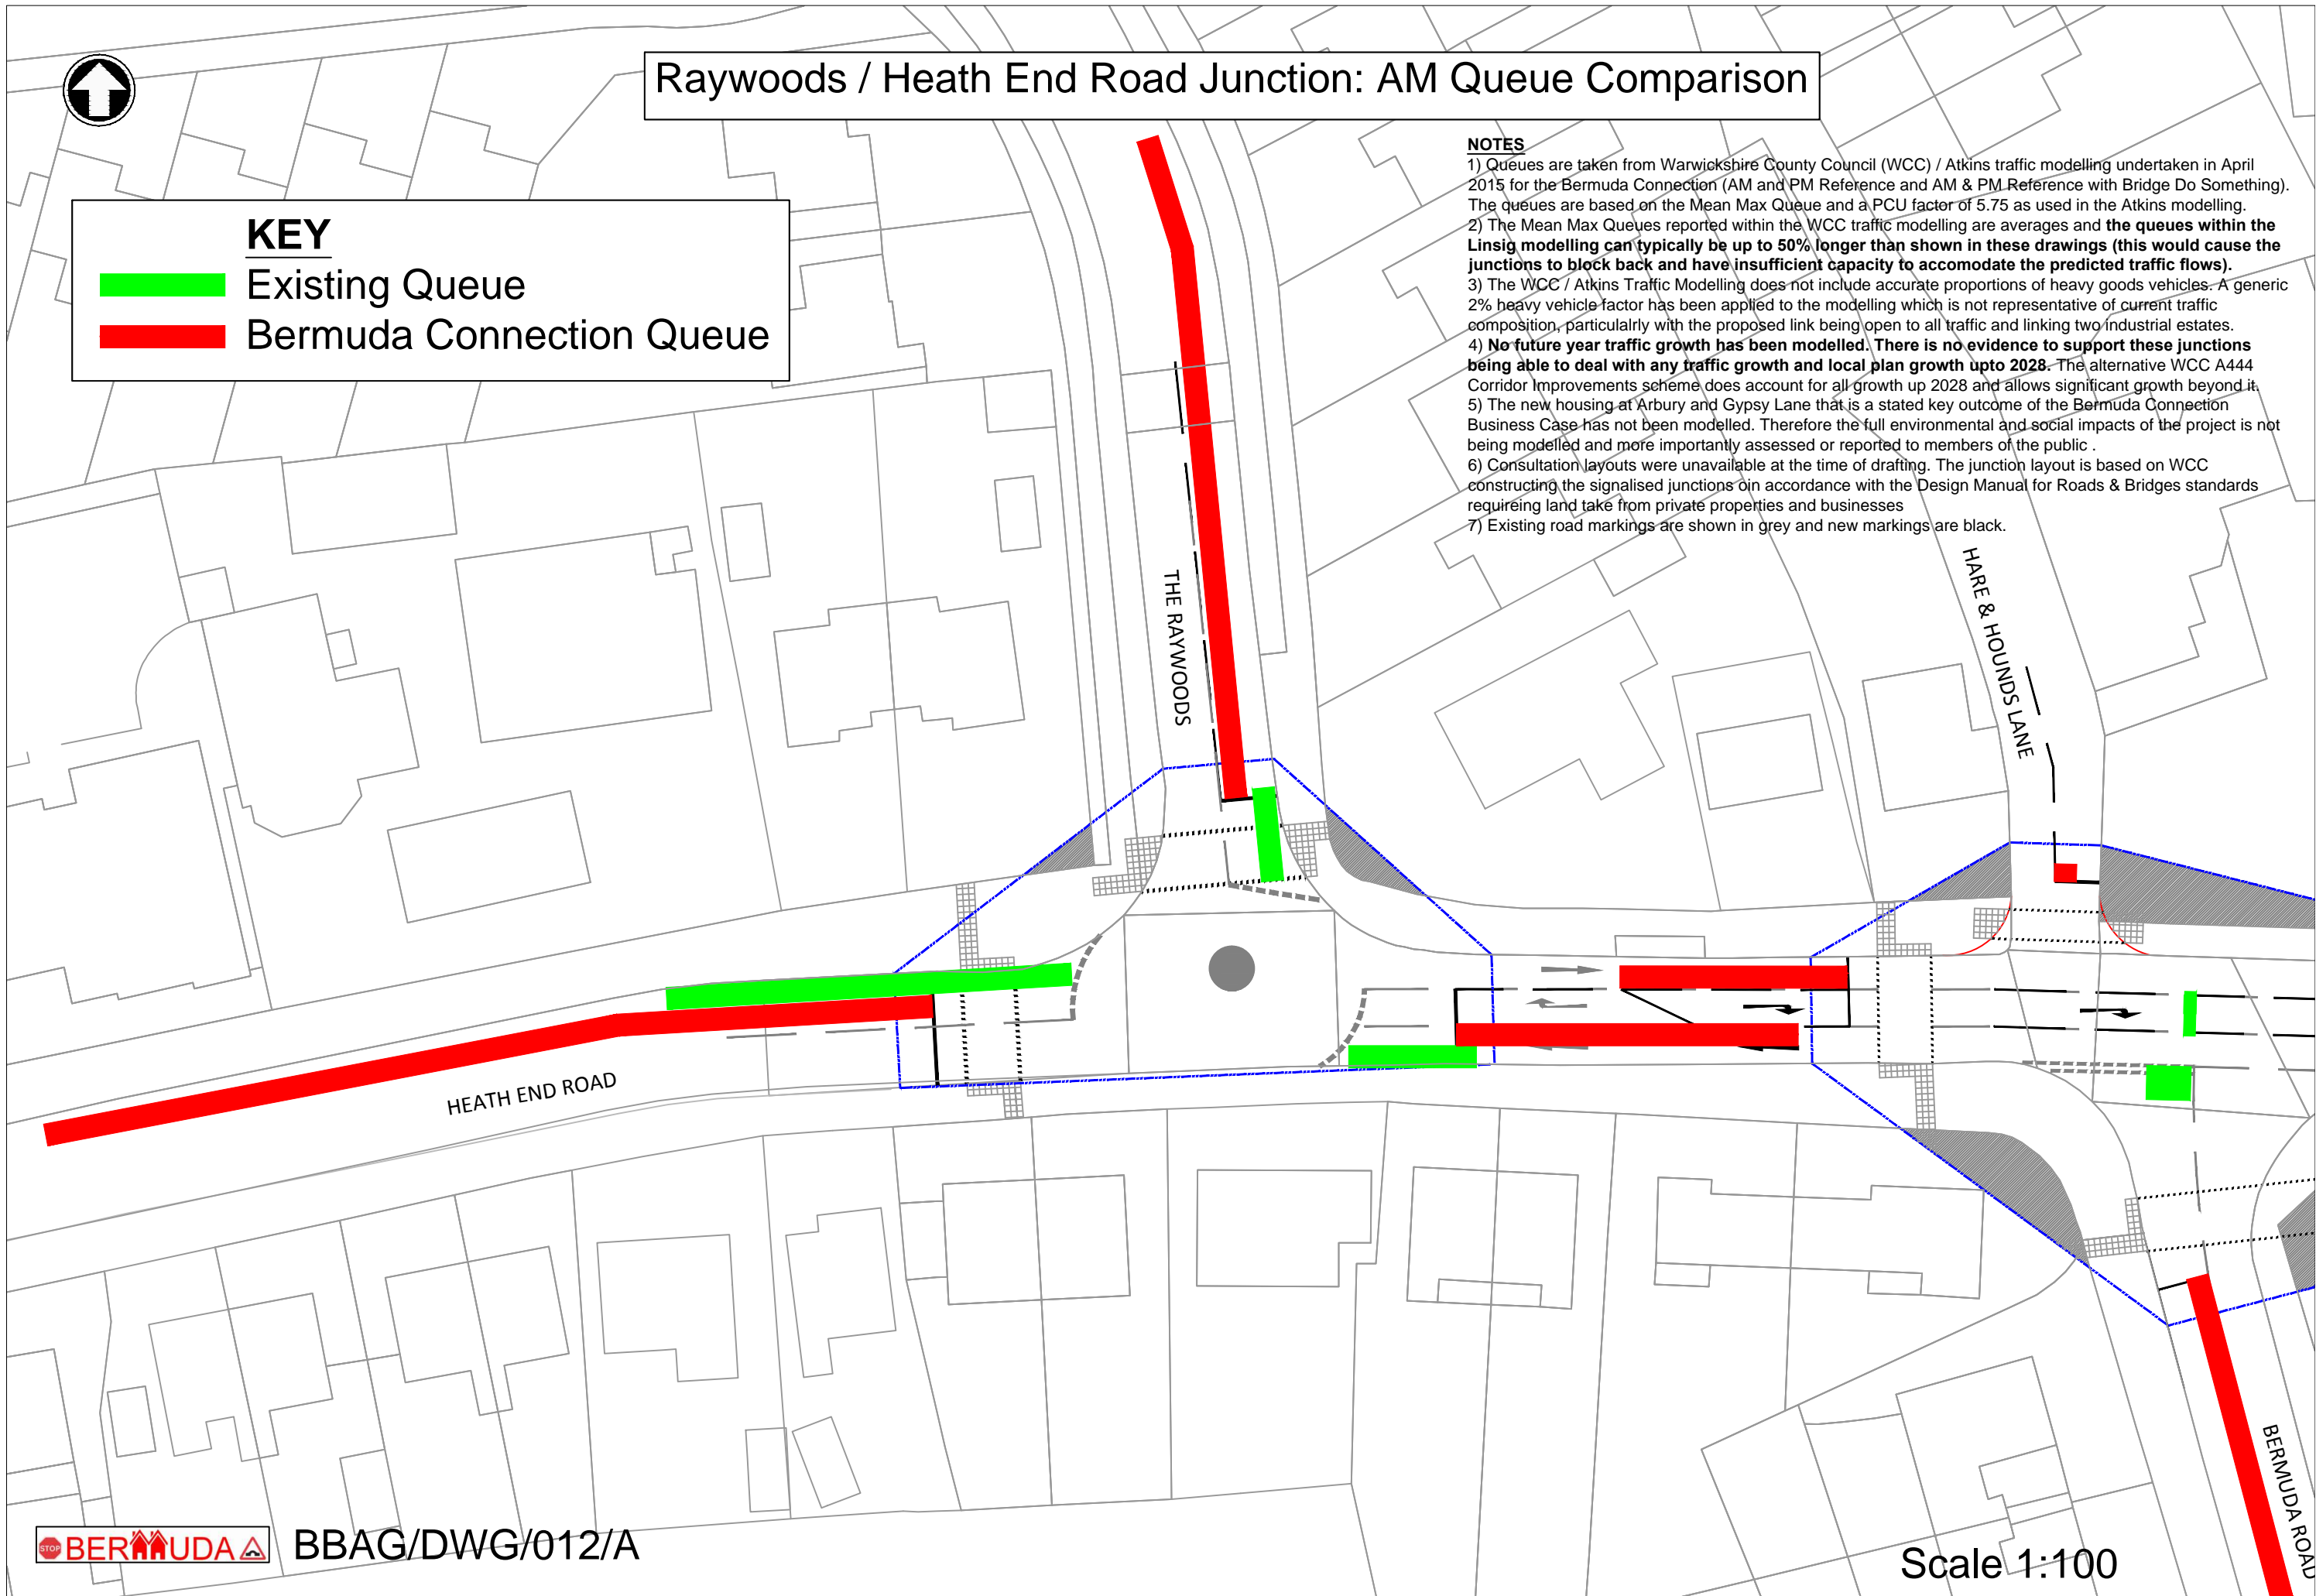 Raywoods / Heath End Road Junction: AM Queue Comparison
KEY
Existing Queue
Bermuda Connection Queue
NOTES
1) Queues are taken from Warwickshire County Council (WCC) / Atkins traffic modelling undertaken in April
2015 for the Bermuda Connection (AM and PM Reference and AM & PM Reference with Bridge Do Something).
The queues are based on the Mean Max Queue and a PCU factor of 5.75 as used in the Atkins modelling.
2) The Mean Max Queues reported within the WCC traffic modelling are averages and the queues within the
Linsig modelling can typically be up to 50% longer than shown in these drawings (this would cause the
junctions to block back and have insufficient capacity to accomodate the predicted traffic flows).
3) The WCC / Atkins Traffic Modelling does not include accurate proportions of heavy goods vehicles. A generic
2% heavy vehicle factor has been applied to the modelling which is not representative of current traffic
composition, particulalrly with the proposed link being open to all traffic and linking two industrial estates.
4) No future year traffic growth has been modelled. There is no evidence to support these junctions
being able to deal with any traffic growth and local plan growth upto 2028. The alternative WCC A444
Corridor Improvements scheme does account for all growth up 2028 and allows significant growth beyond it.
5) The new housing at Arbury and Gypsy Lane that is a stated key outcome of the Bermuda Connection
Business Case has not been modelled. Therefore the full environmental and social impacts of the project is not
being modelled and more importantly assessed or reported to members of the public .
6) Consultation layouts were unavailable at the time of drafting. The junction layout is based on WCC
constructing the signalised junctions oin accordance with the Design Manual for Roads & Bridges standards
requireing land take from private properties and businesses
7) Existing road markings are shown in grey and new markings are black.
THE RAYWOODS
HARE & HOUNDS LANE
HEATH END ROAD
BERMUDA ROAD
STOP
BERMUDA
BBAG/DWG/012/A
Scale 1:100